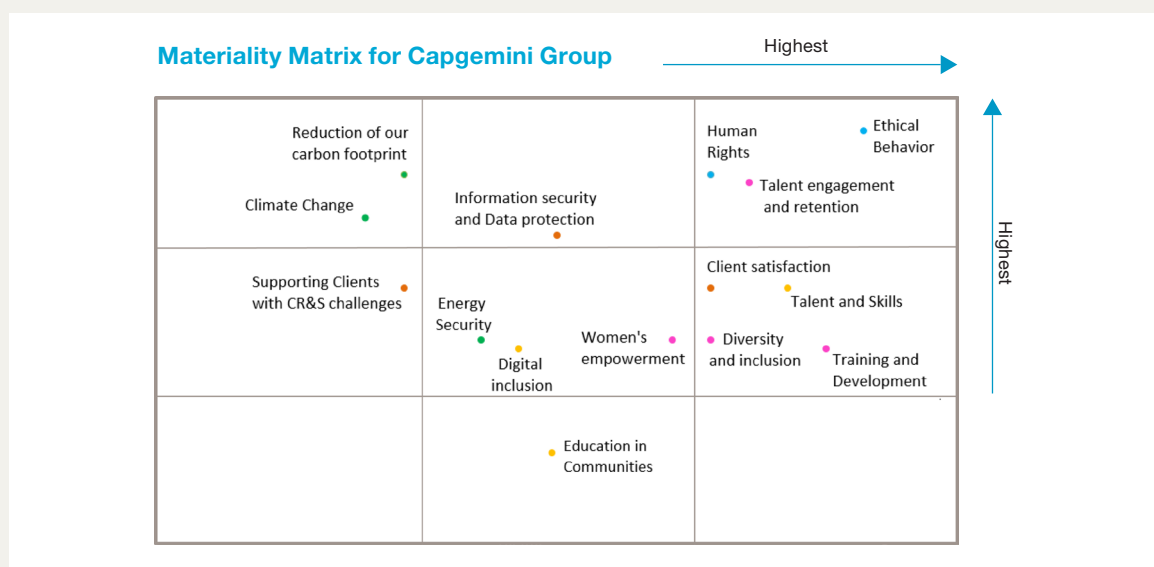 Materiality Matrix for Capgemini Group
Highest
Highest
Reduction of our
carbon footprint
Climate Change
Information security
and Data protection
Human
Rights
Ethical
Behavior
Talent engagement
and retention
Supporting Clients
with CR&S challenges
Energy
Security
Digital
inclusion
Women's
empowerment
Client satisfaction
Talent and Skills
Diversity
and inclusion
Training and
Development
Education in
Communities